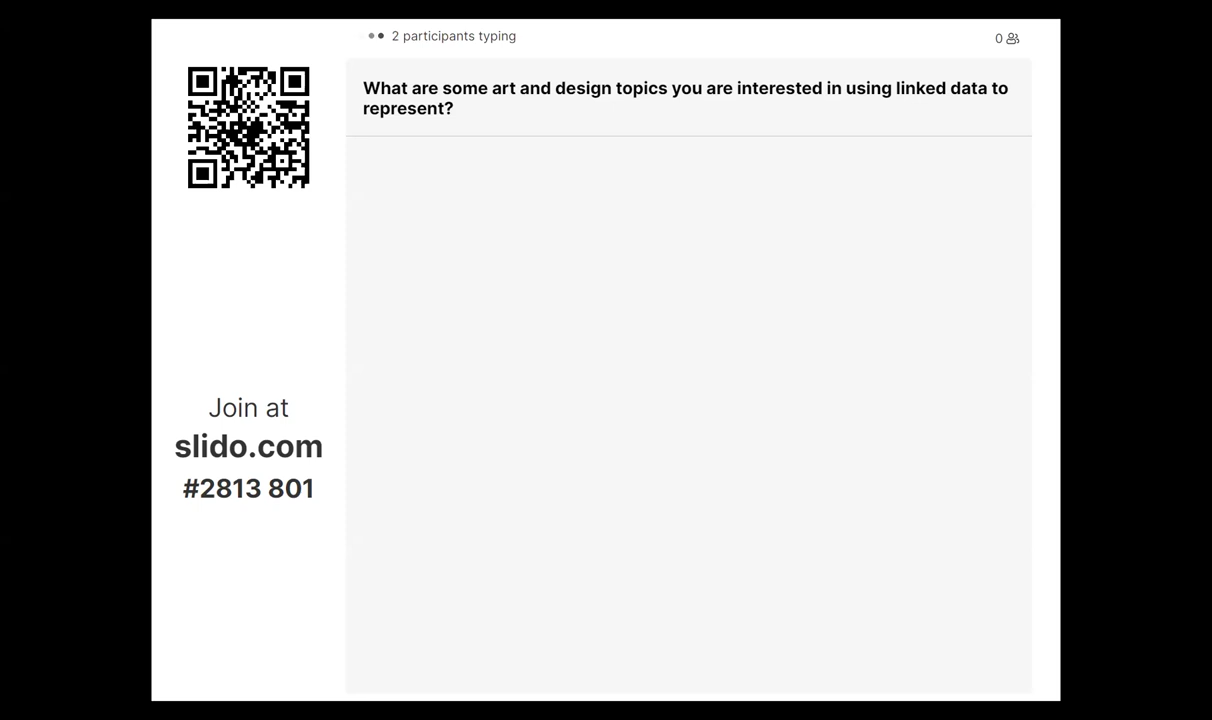 2 participants typing
0
What are some art and design topics you are interested in using linked data to
represent?
Join at
slido.com
#2813 801